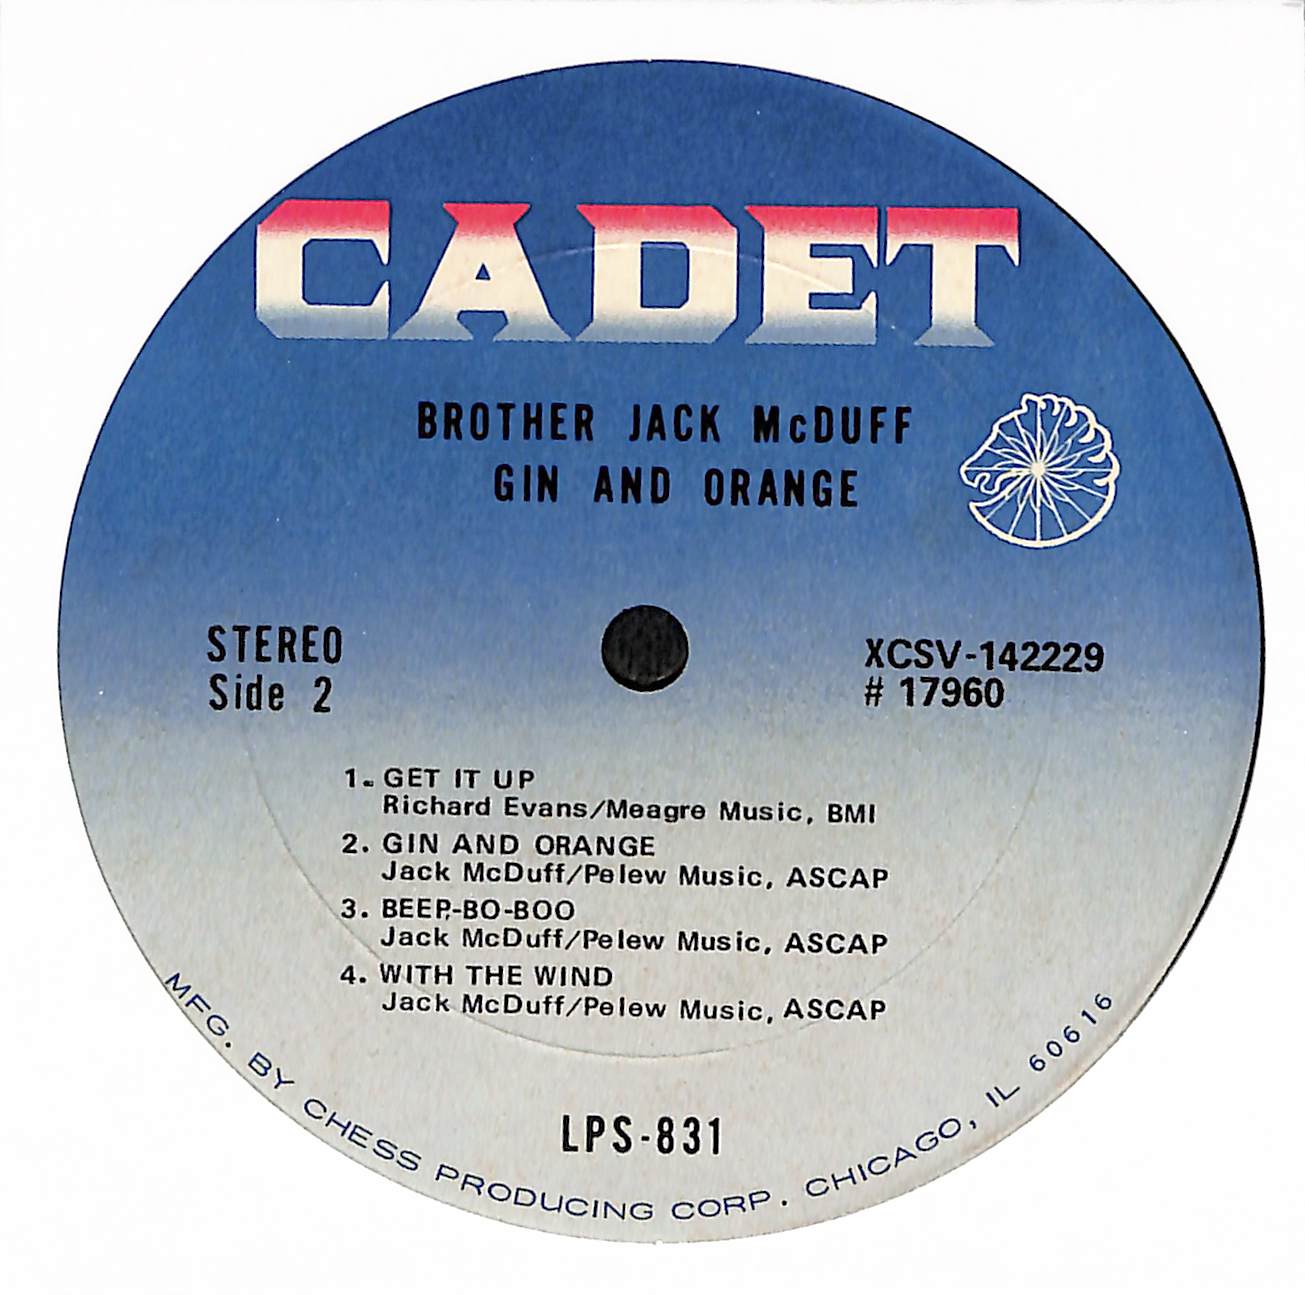 CADET
BROTHER JACK McDUFF
GIN AND ORANGE
STEREO
Side 2
XCSV-142229
# 17960
1. GET IT UP
Richard Evans/Meagre Music, BMI
2. GIN AND ORANGE
Jack McDuff/Pelew Music, ASCAP
3. BEEP-BO-BOO
Jack McDuff/Pelew Music, ASCAP
4. WITH THE WIND
Jack McDuff/Pelew Music, ASCAP
LPS-831
MFG. BY CHESS PRODUCING CORP. CHICAGO, IL 60616